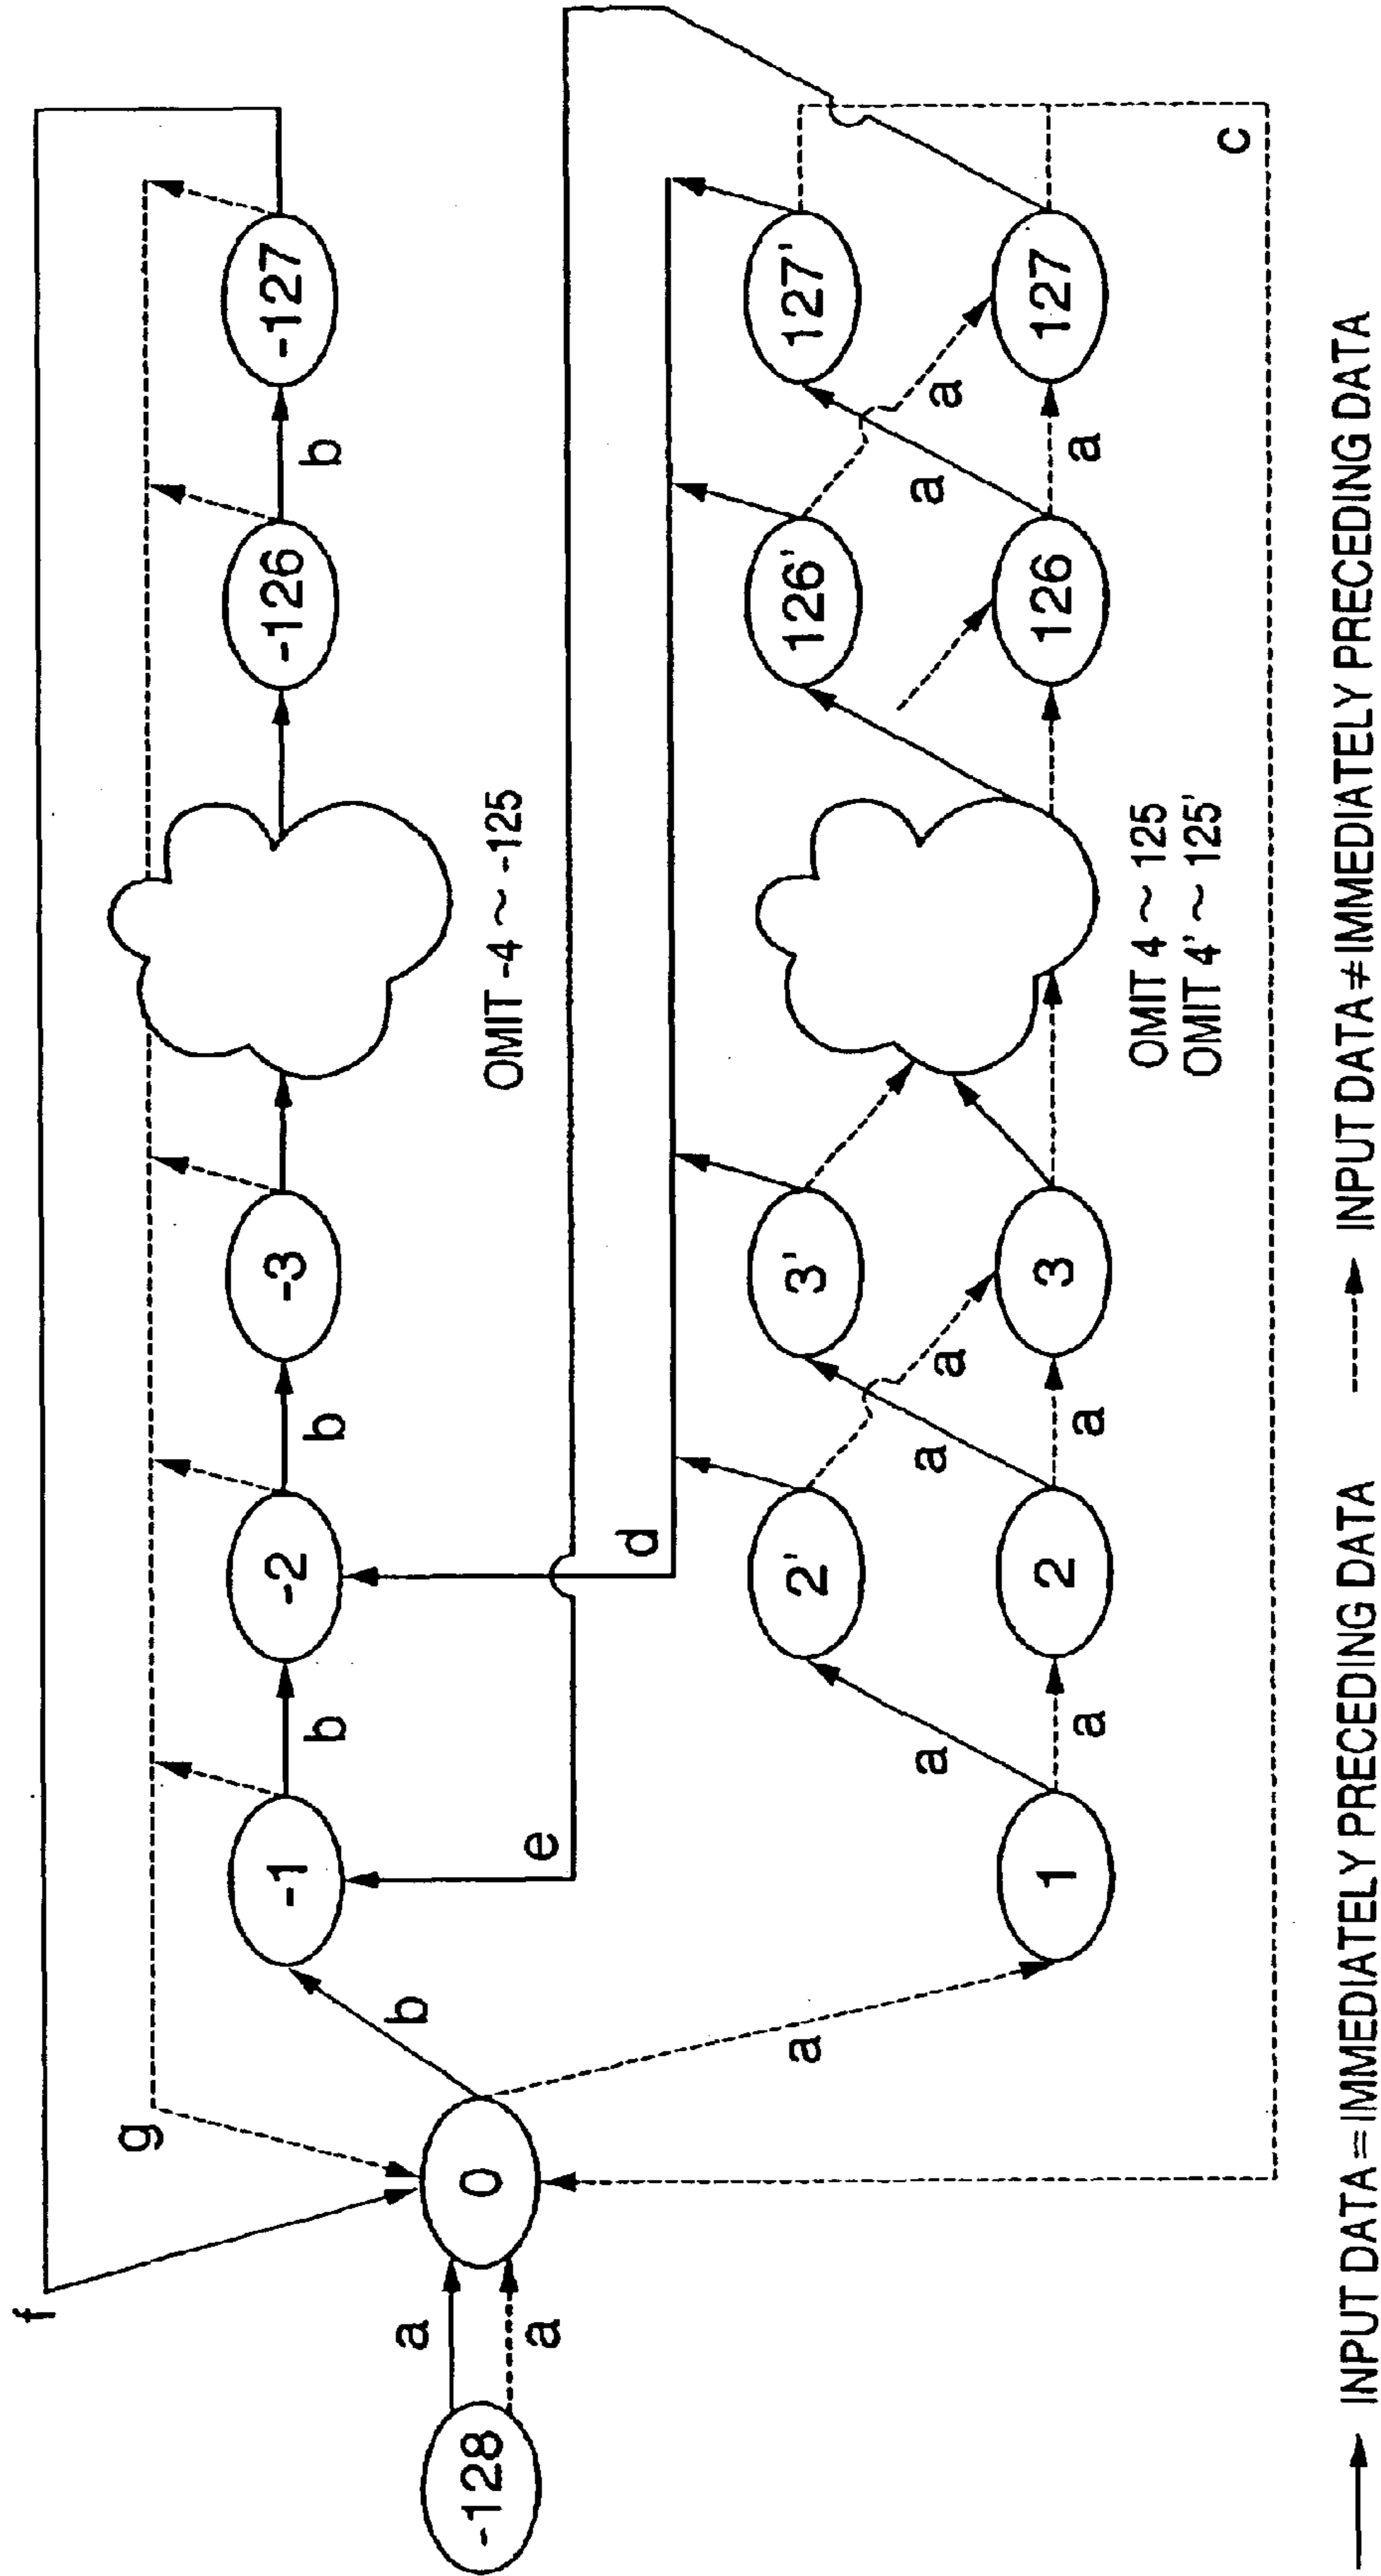 f
g
-128
a
a
0
b
a
-1
b
-2
b
-3
OMIT -4 ~ -125
-126
b
-127
e
d
1
a
a
2'
2
a
a
a
3'
3
OMIT 4 ~ 125
OMIT 4' ~ 125'
126'
126
a
a
a
127'
127
c
INPUT DATA = IMMEDIATELY PRECEDING DATA
INPUT DATA ≠ IMMEDIATELY PRECEDING DATA